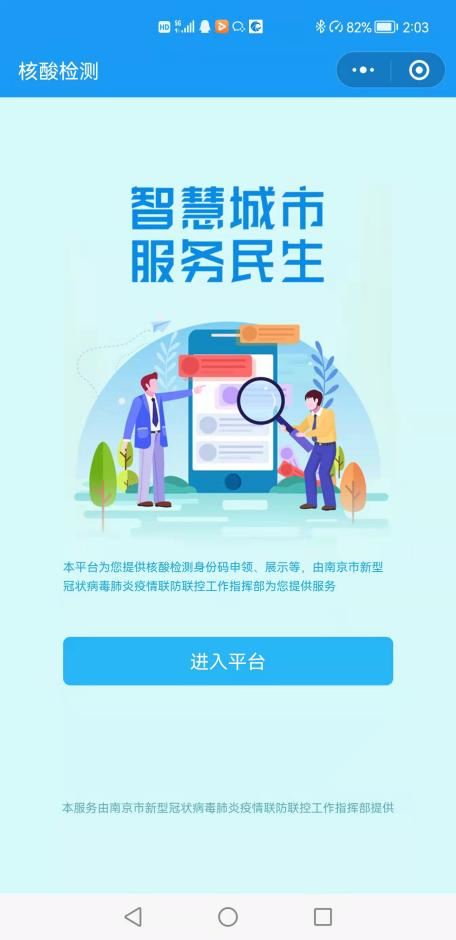 HD 5G 82% 2:03
核酸检测
智慧城市
服务民生
本平台为您提供核酸检测身份码申领、展示等，由南京市新型
冠状病毒肺炎疫情联防联控工作指挥部为您提供服务
进入平台
本服务由南京市新型冠状病毒肺炎疫情联防联控工作指挥部提供